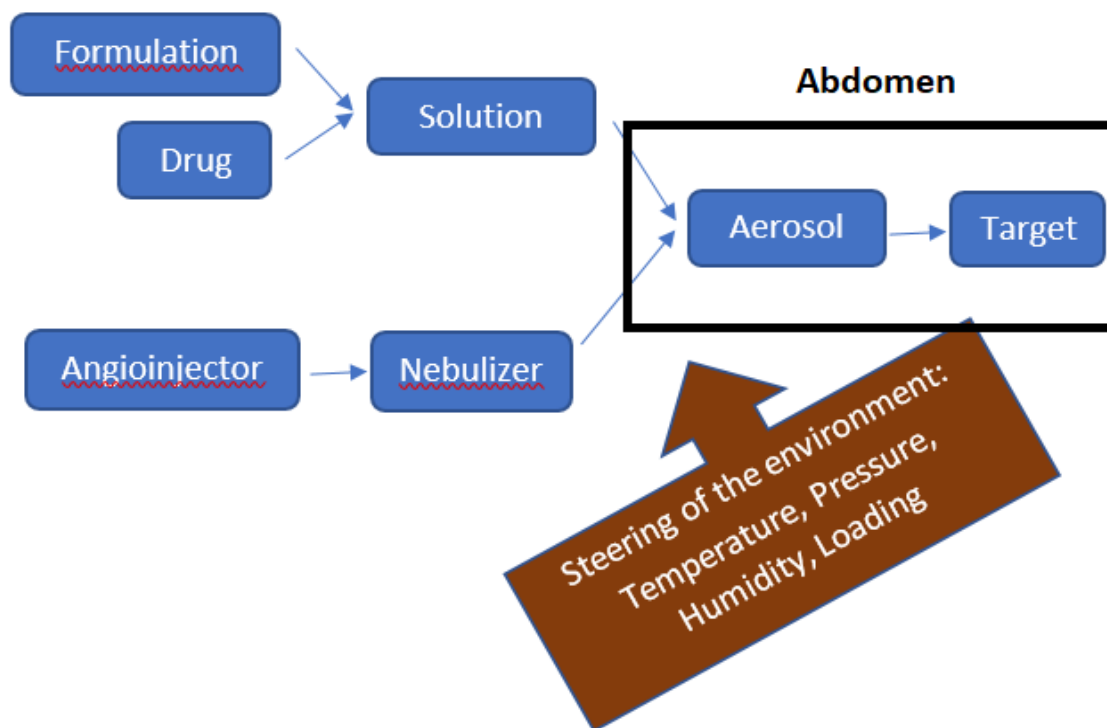 Formulation
Drug
Solution
Abdomen
Aerosol
Target
Angioinjector
Nebulizer
Steering of the environment:
Temperature, Pressure,
Humidity, Loading